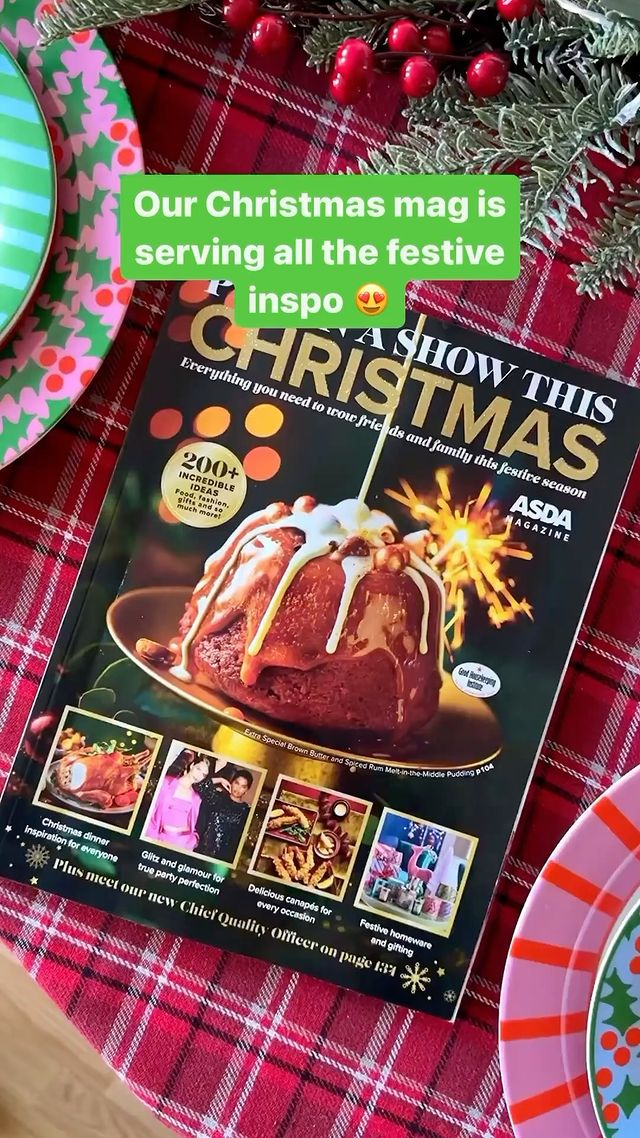 Our Christmas mag is
serving all the festive
inspo 😍
A SHOW THIS
CHRISTMAS
Everything you need to wow friends and family this festive season
200+
INCREDIBLE
IDEAS
Food, fashion,
gifts and so
much more!
ASDA
MAGAZINE
Good Housekeeping
Institute
Extra Special Brown Butter and Spiced Rum Melt-in-the-Middle Pudding P104
Christmas dinner
inspiration for everyone
Glitz and glamour for
true party perfection
Delicious canapés for
every occasion
Festive homeware
and gifting
Plus meet our new Chief Quality Officer on page 134